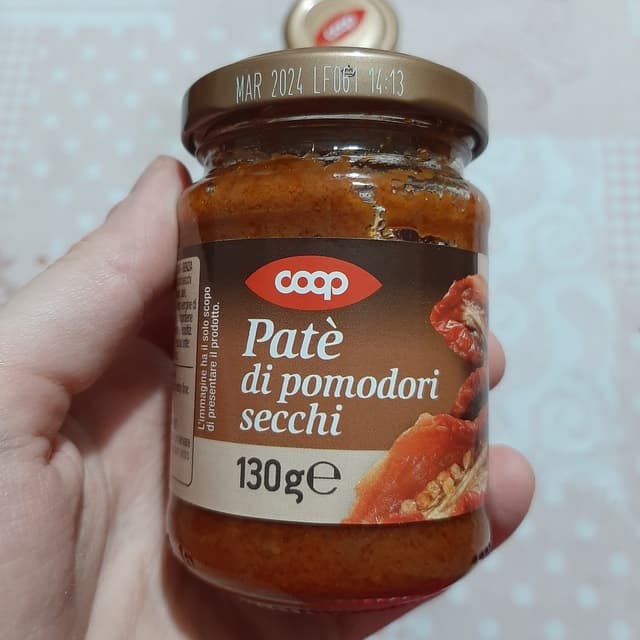 coop
MAR 2024 LF061 14:13
coop
Patè
di pomodori
secchi
130g℮
L'immagine ha il solo scopo
di presentare il prodotto.